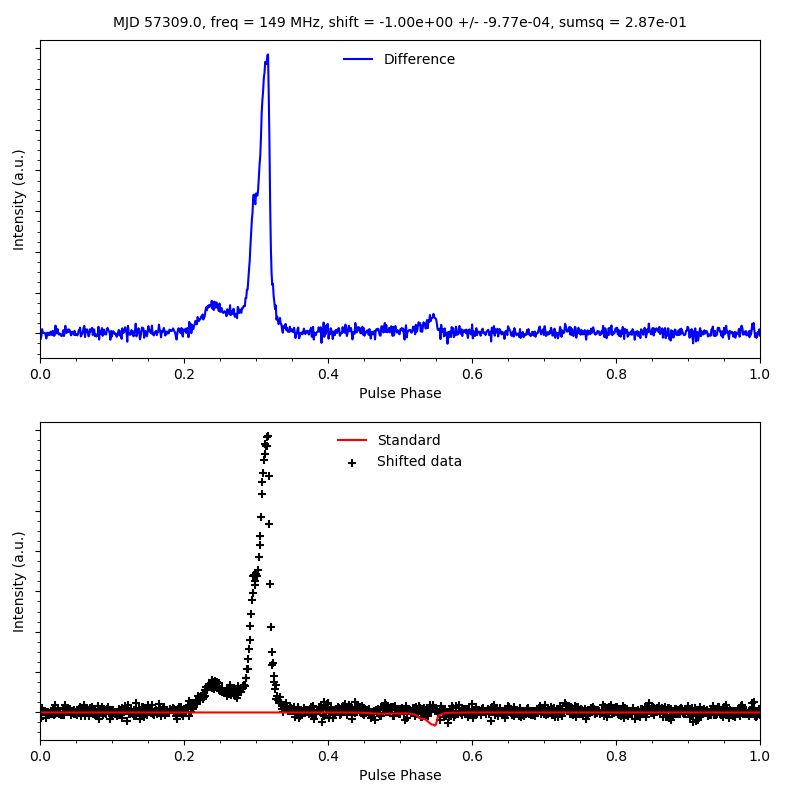 MJD 57309.0, freq = 149 MHz, shift = -1.00e+00 +/- -9.77e-04, sumsq = 2.87e-01
Difference
Intensity (a.u.)
0.0 0.2 0.4 0.6 0.8 1.0
Pulse Phase
Standard
Shifted data
Intensity (a.u.)
0.0 0.2 0.4 0.6 0.8 1.0
Pulse Phase